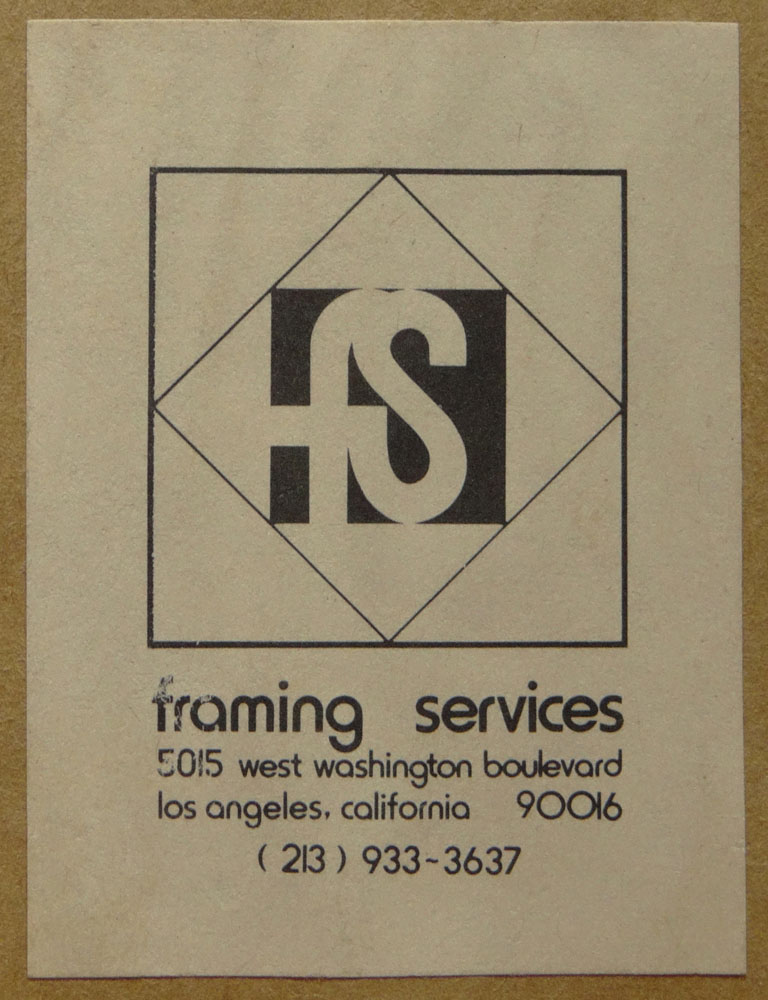 fS
framing services
5015 west washington boulevard
los angeles, california 90016
( 213 ) 933-3637